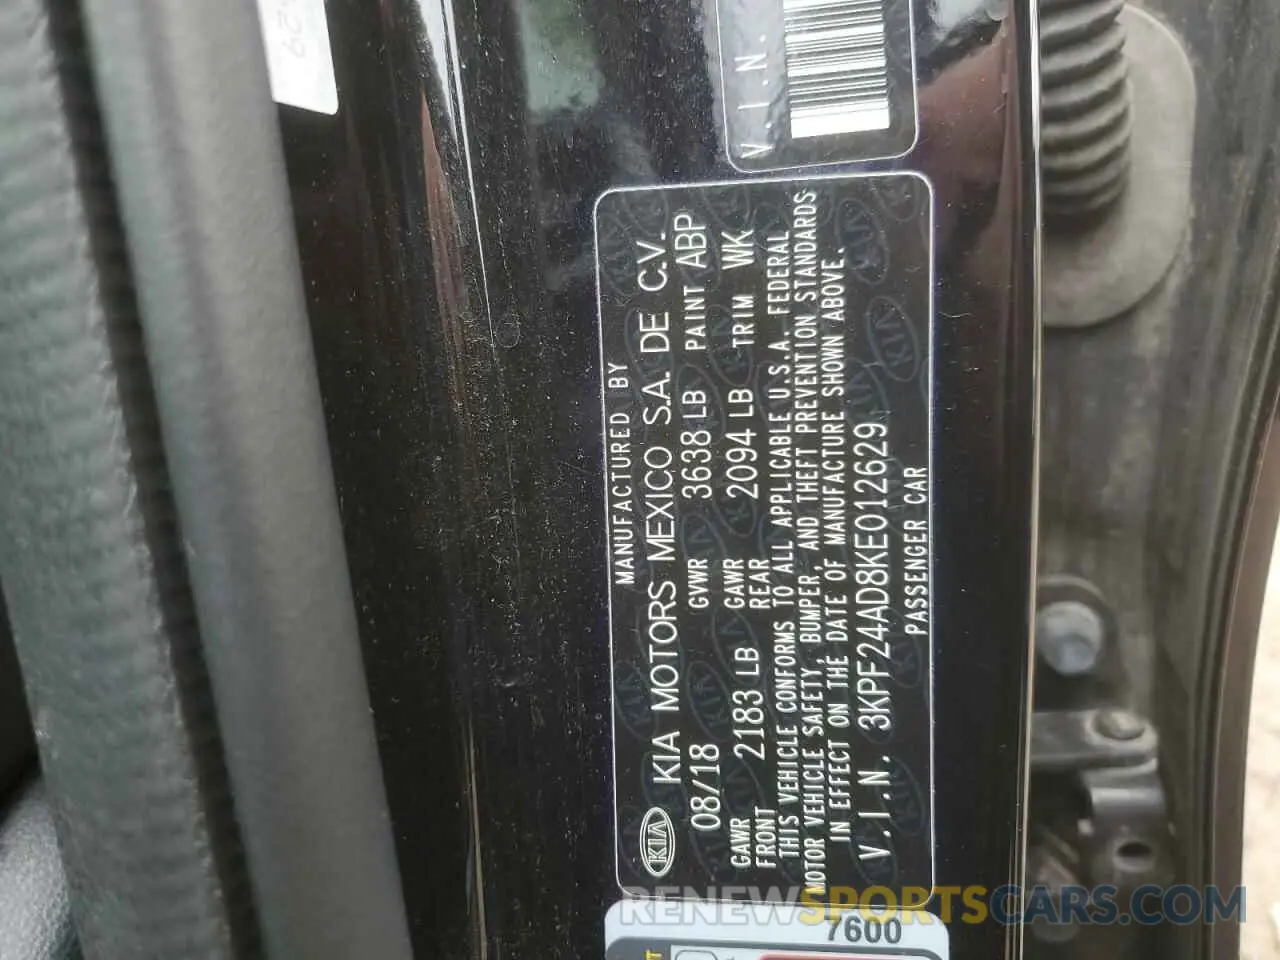 629
V.I.N.
MANUFACTURED BY
KIA KIA MOTORS MEXICO S.A. DE C.V.
08/18 GVWR 3638 LB PAINT ABP
GAWR FRONT 2183 LB GAWR REAR 2094 LB TRIM WK
THIS VEHICLE CONFORMS TO ALL APPLICABLE U.S.A. FEDERAL
MOTOR VEHICLE SAFETY, BUMPER, AND THEFT PREVENTION STANDARDS
IN EFFECT ON THE DATE OF MANUFACTURE SHOWN ABOVE.
V.I.N. 3KPF24AD8KE012629
PASSENGER CAR
7600
RENEWSPORTSCARS.COM